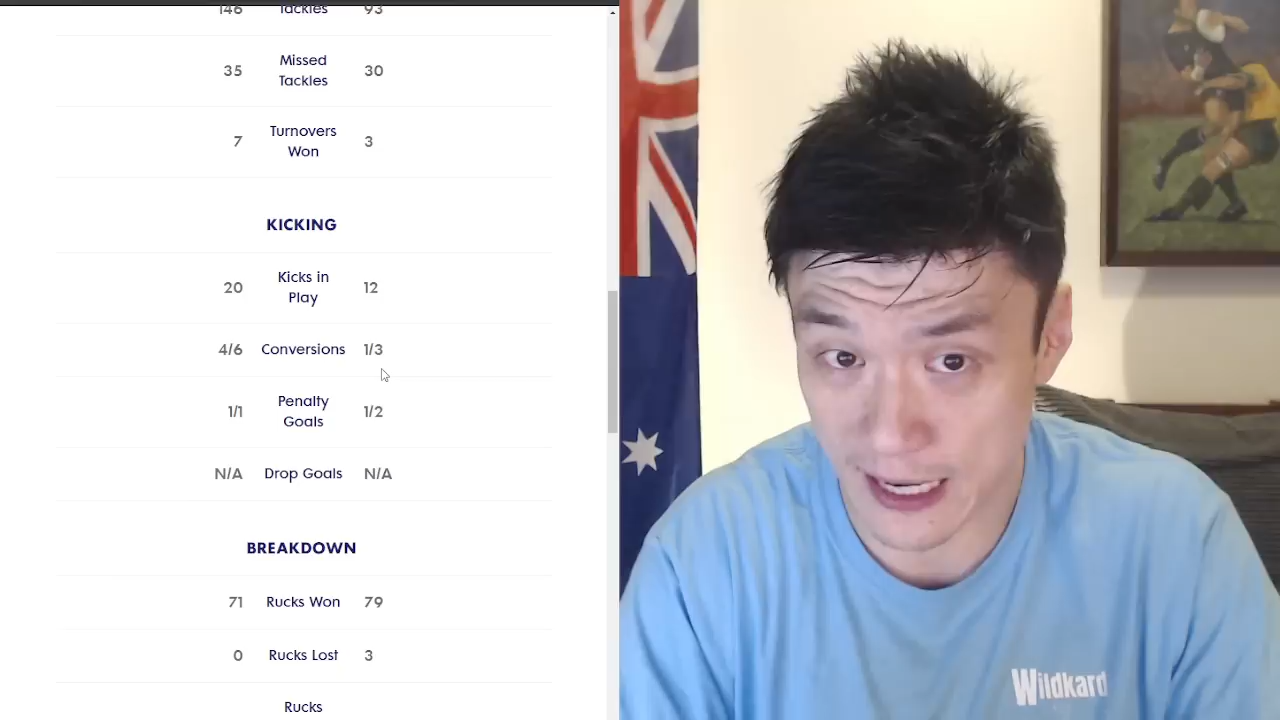 146 Tackles 93
35 Missed Tackles 30
7 Turnovers Won 3
KICKING
20 Kicks in Play 12
4/6 Conversions 1/3
1/1 Penalty Goals 1/2
N/A Drop Goals N/A
BREAKDOWN
71 Rucks Won 79
0 Rucks Lost 3
Rucks
Wildkard